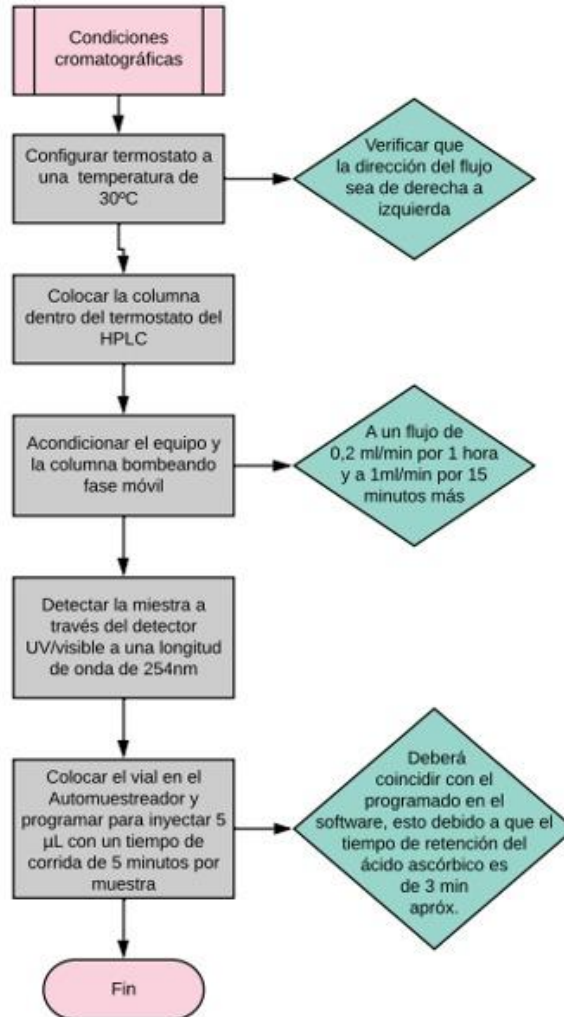 Condiciones
cromatográficas
Configurar termostato a
una temperatura de
30ºC
Verificar que
la dirección del flujo
sea de derecha a
izquierda
Colocar la columna
dentro del termostato del
HPLC
Acondicionar el equipo y
la columna bombeando
fase móvil
A un flujo de
0,2 ml/min por 1 hora
y a 1ml/min por 15
minutos más
Detectar la miestra a
través del detector
UV/visible a una longitud
de onda de 254nm
Colocar el vial en el
Automuestreador y
programar para inyectar 5
µL con un tiempo de
corrida de 5 minutos por
muestra
Deberá
coincidir con el
programado en el
software, esto debido a que el
tiempo de retención del
ácido ascórbico es
de 3 min
apróx.
Fin